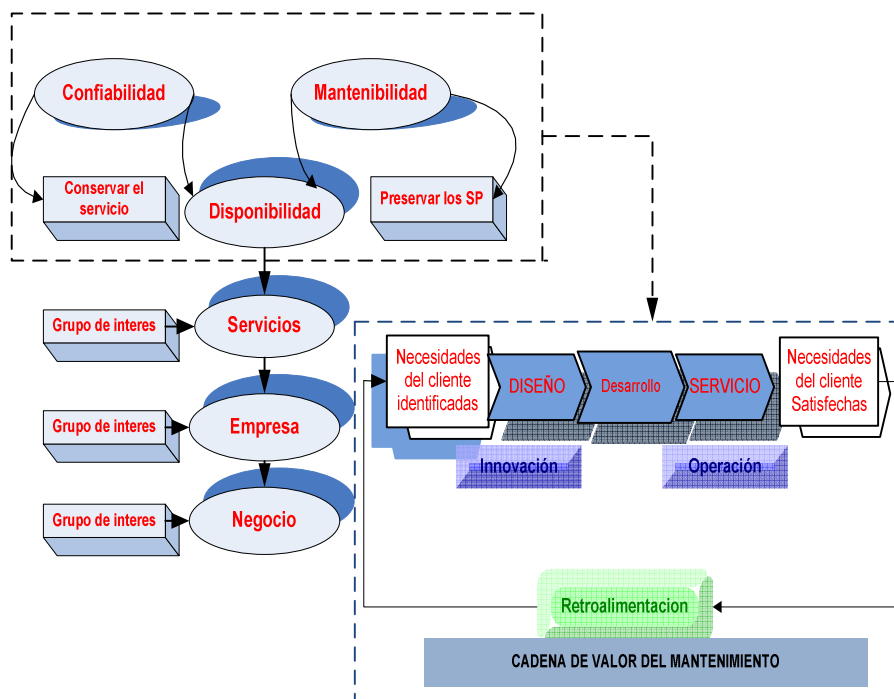 Confiabilidad
Mantenibilidad
Conservar el
servicio
Disponibilidad
Preservar los SP
Grupo de interes
Servicios
Grupo de interes
Empresa
Grupo de interes
Negocio
Necesidades
del cliente
identificadas
DISEÑO
Desarrollo
SERVICIO
Necesidades
del cliente
Satisfechas
Innovación
Operación
Retroalimentacion
CADENA DE VALOR DEL MANTENIMIENTO